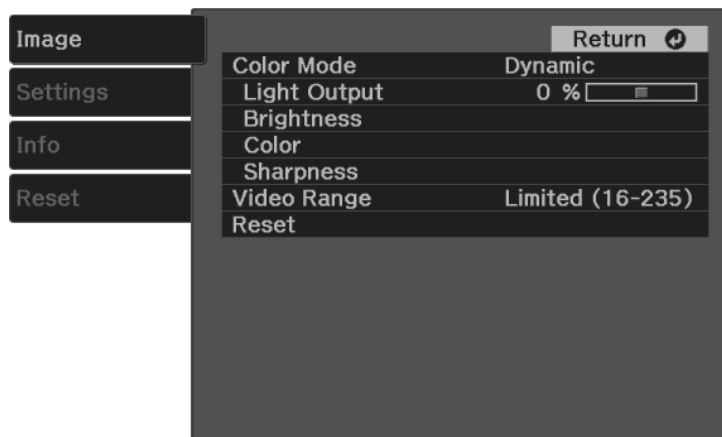 Image
Settings
Info
Reset
Return
Color Mode Dynamic
Light Output 0 %
Brightness
Color
Sharpness
Video Range Limited (16-235)
Reset